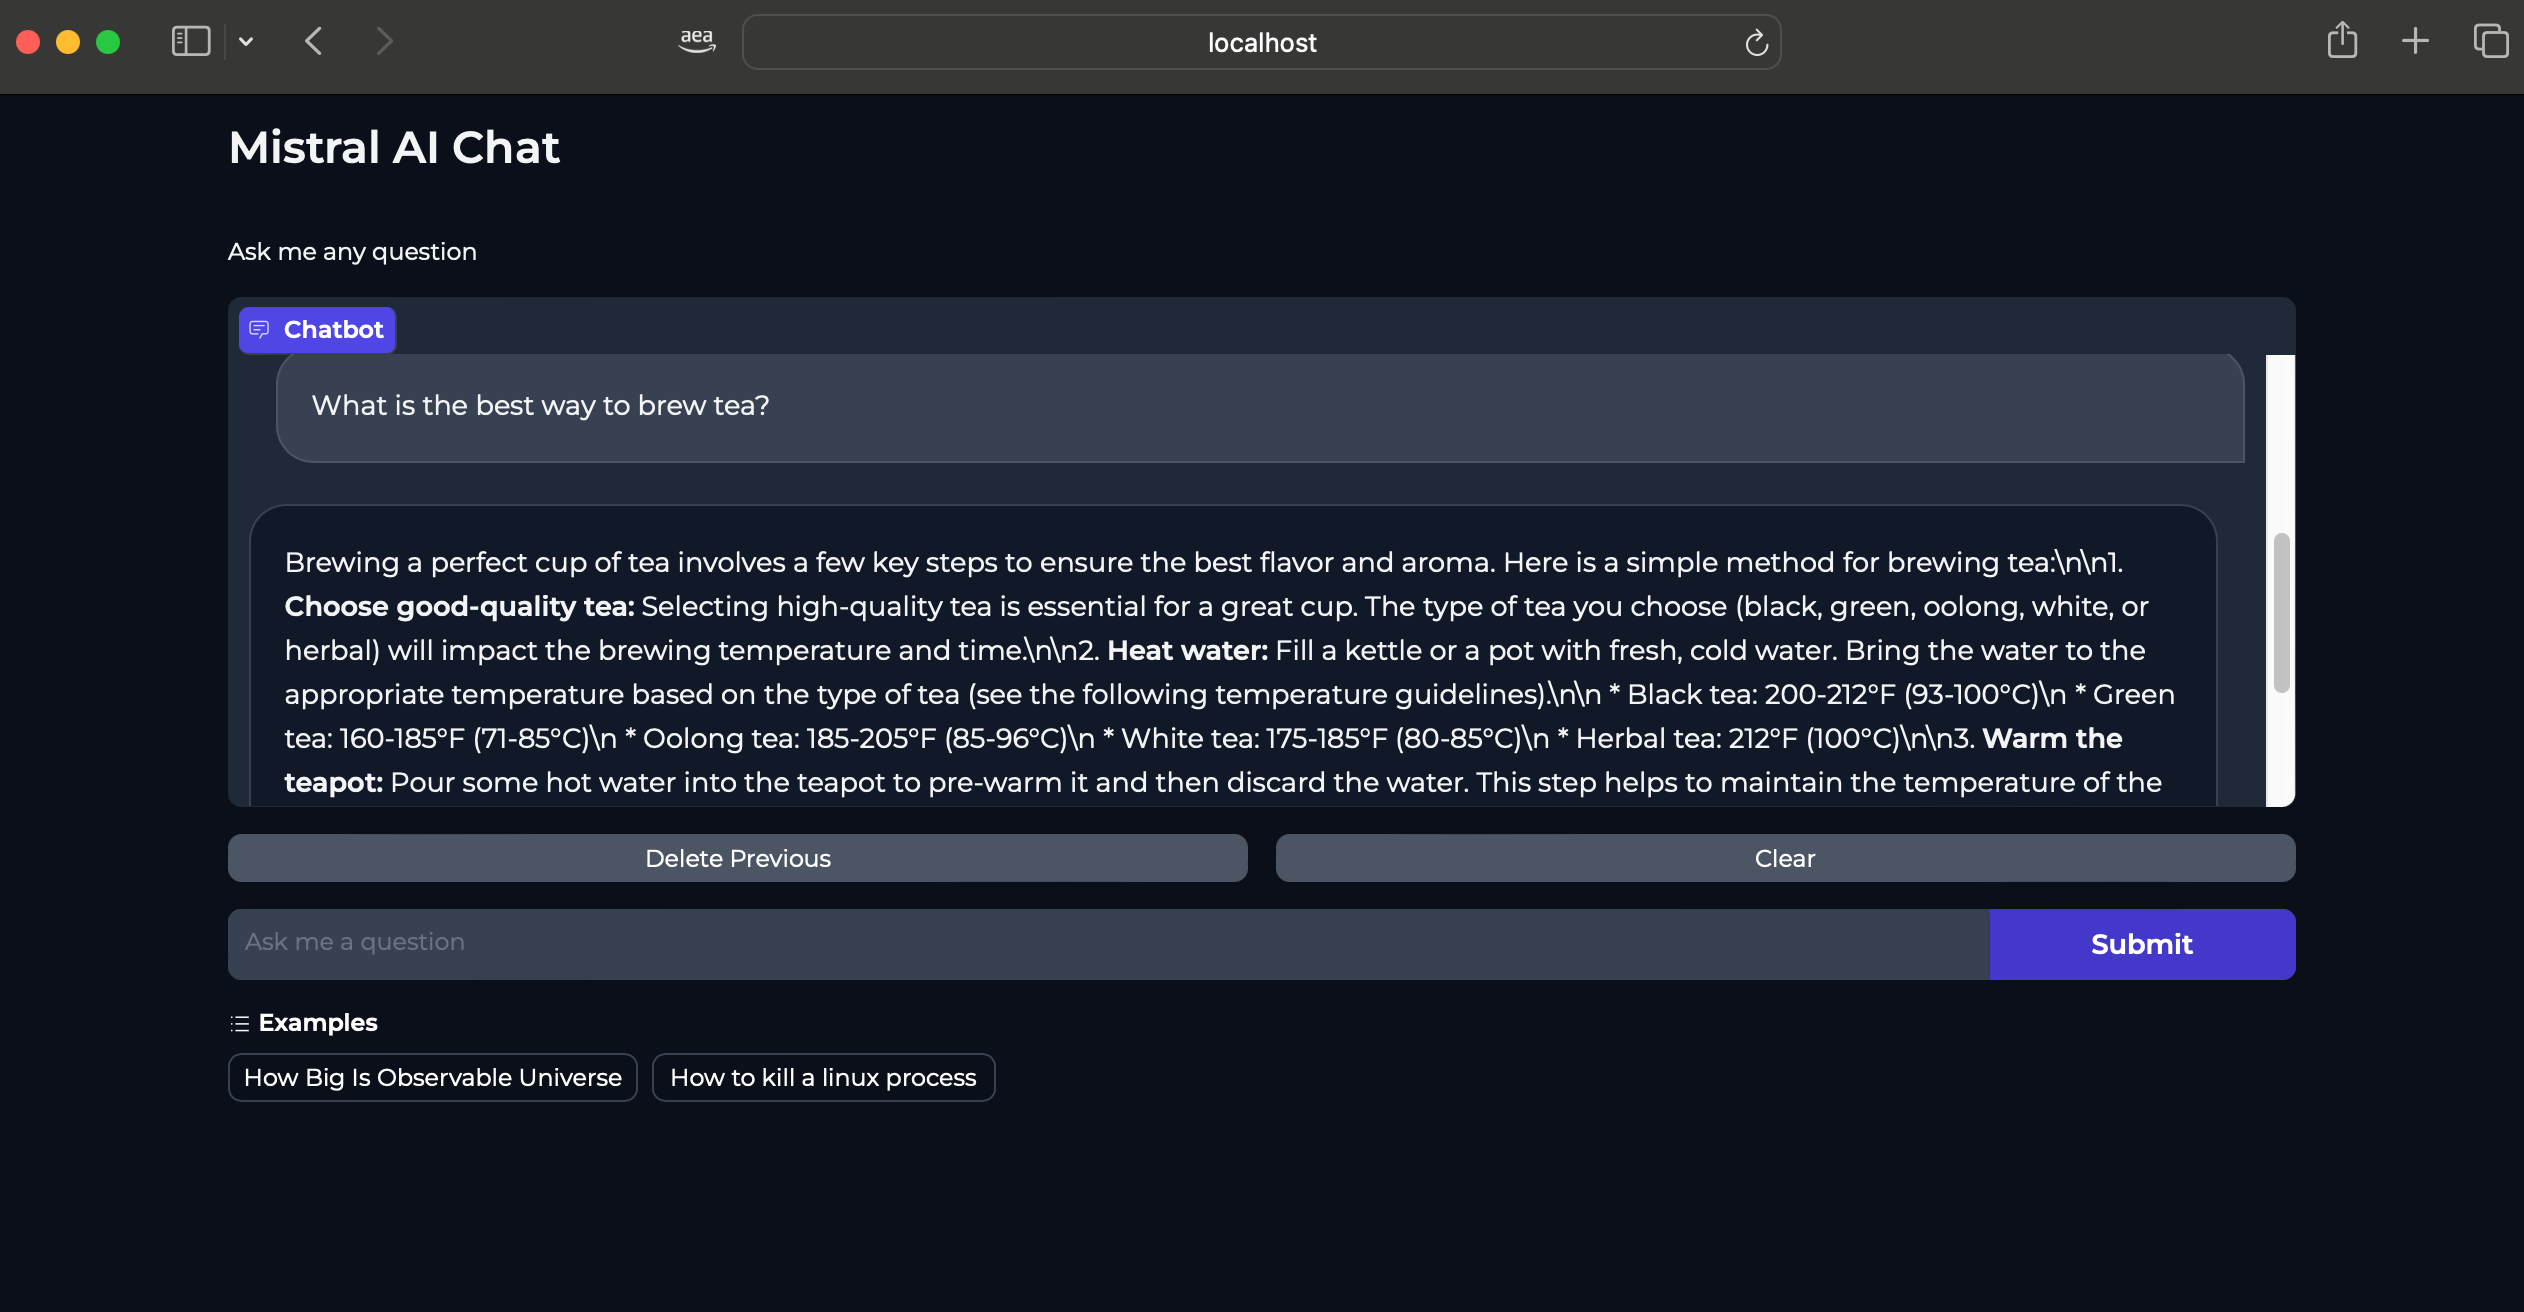 aea
localhost
Mistral AI Chat
Ask me any question
Chatbot
What is the best way to brew tea?
Brewing a perfect cup of tea involves a few key steps to ensure the best flavor and aroma. Here is a simple method for brewing tea:\n\n1.
Choose good-quality tea: Selecting high-quality tea is essential for a great cup. The type of tea you choose (black, green, oolong, white, or
herbal) will impact the brewing temperature and time.\n\n2. Heat water: Fill a kettle or a pot with fresh, cold water. Bring the water to the
appropriate temperature based on the type of tea (see the following temperature guidelines).\n\n * Black tea: 200-212°F (93-100°C)\n * Green
tea: 160-185°F (71-85°C)\n * Oolong tea: 185-205°F (85-96°C)\n * White tea: 175-185°F (80-85°C)\n * Herbal tea: 212°F (100°C)\n\n3. Warm the
teapot: Pour some hot water into the teapot to pre-warm it and then discard the water. This step helps to maintain the temperature of the
Delete Previous
Clear
Ask me a question
Submit
Examples
How Big Is Observable Universe
How to kill a linux process